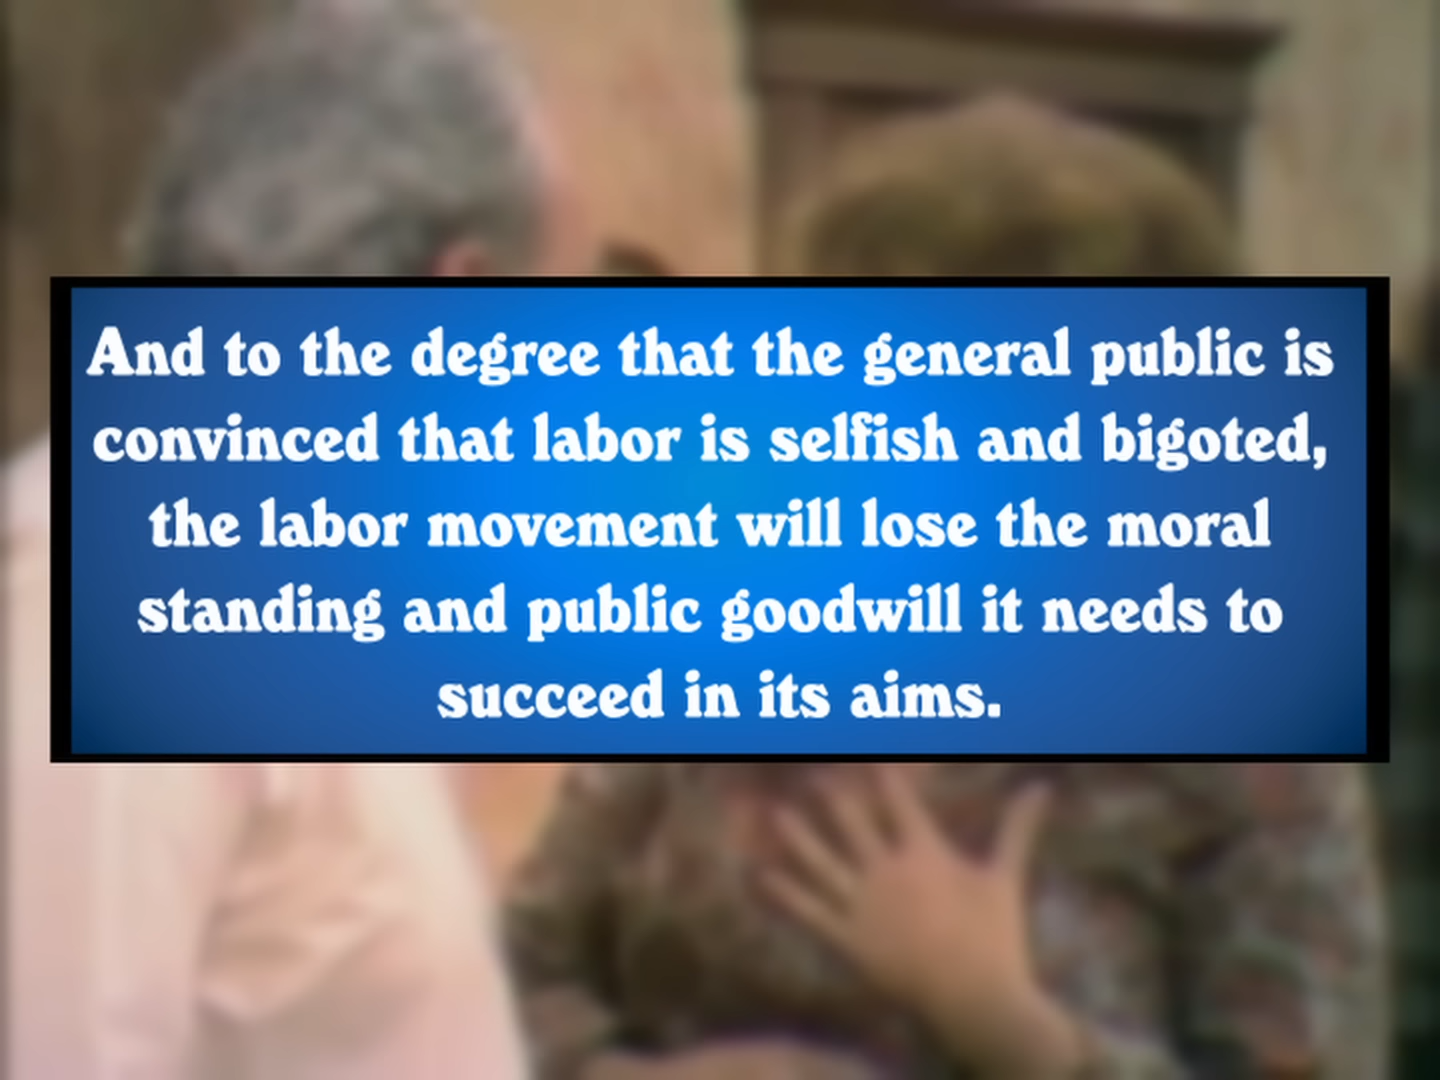 And to the degree that the general public is
convinced that labor is selfish and bigoted,
the labor movement will lose the moral
standing and public goodwill it needs to
succeed in its aims.